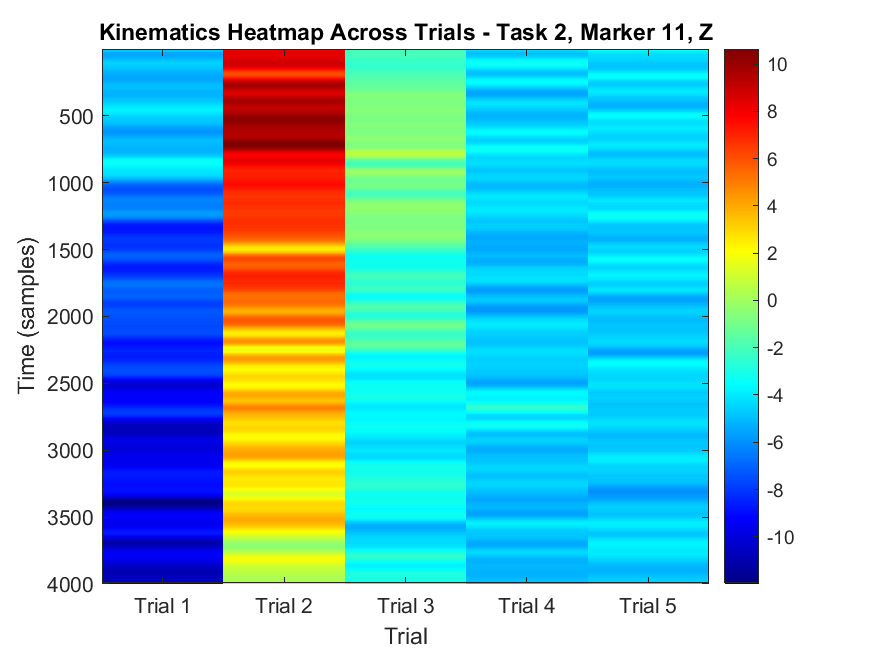 Kinematics Heatmap Across Trials - Task 2, Marker 11, Z
500
1000
1500
2000
2500
3000
3500
4000
Time (samples)
Trial 1
Trial 2
Trial 3
Trial 4
Trial 5
Trial
10
8
6
4
2
0
-2
-4
-6
-8
-10